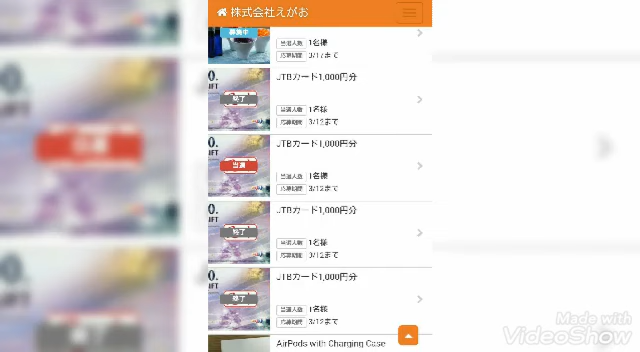 株式会社えがお
募集中
当選人数 1名様
応募期間 3/17まで
JTBカード1,000円分
終了
当選人数 1名様
応募期間 3/12まで
JTBカード1,000円分
当選
当選人数 1名様
応募期間 3/12まで
JTBカード1,000円分
終了
当選人数 1名様
応募期間 3/12まで
JTBカード1,000円分
終了
当選人数 1名様
応募期間 3/12まで
AirPods with Charging Case
Made with
VideoShow